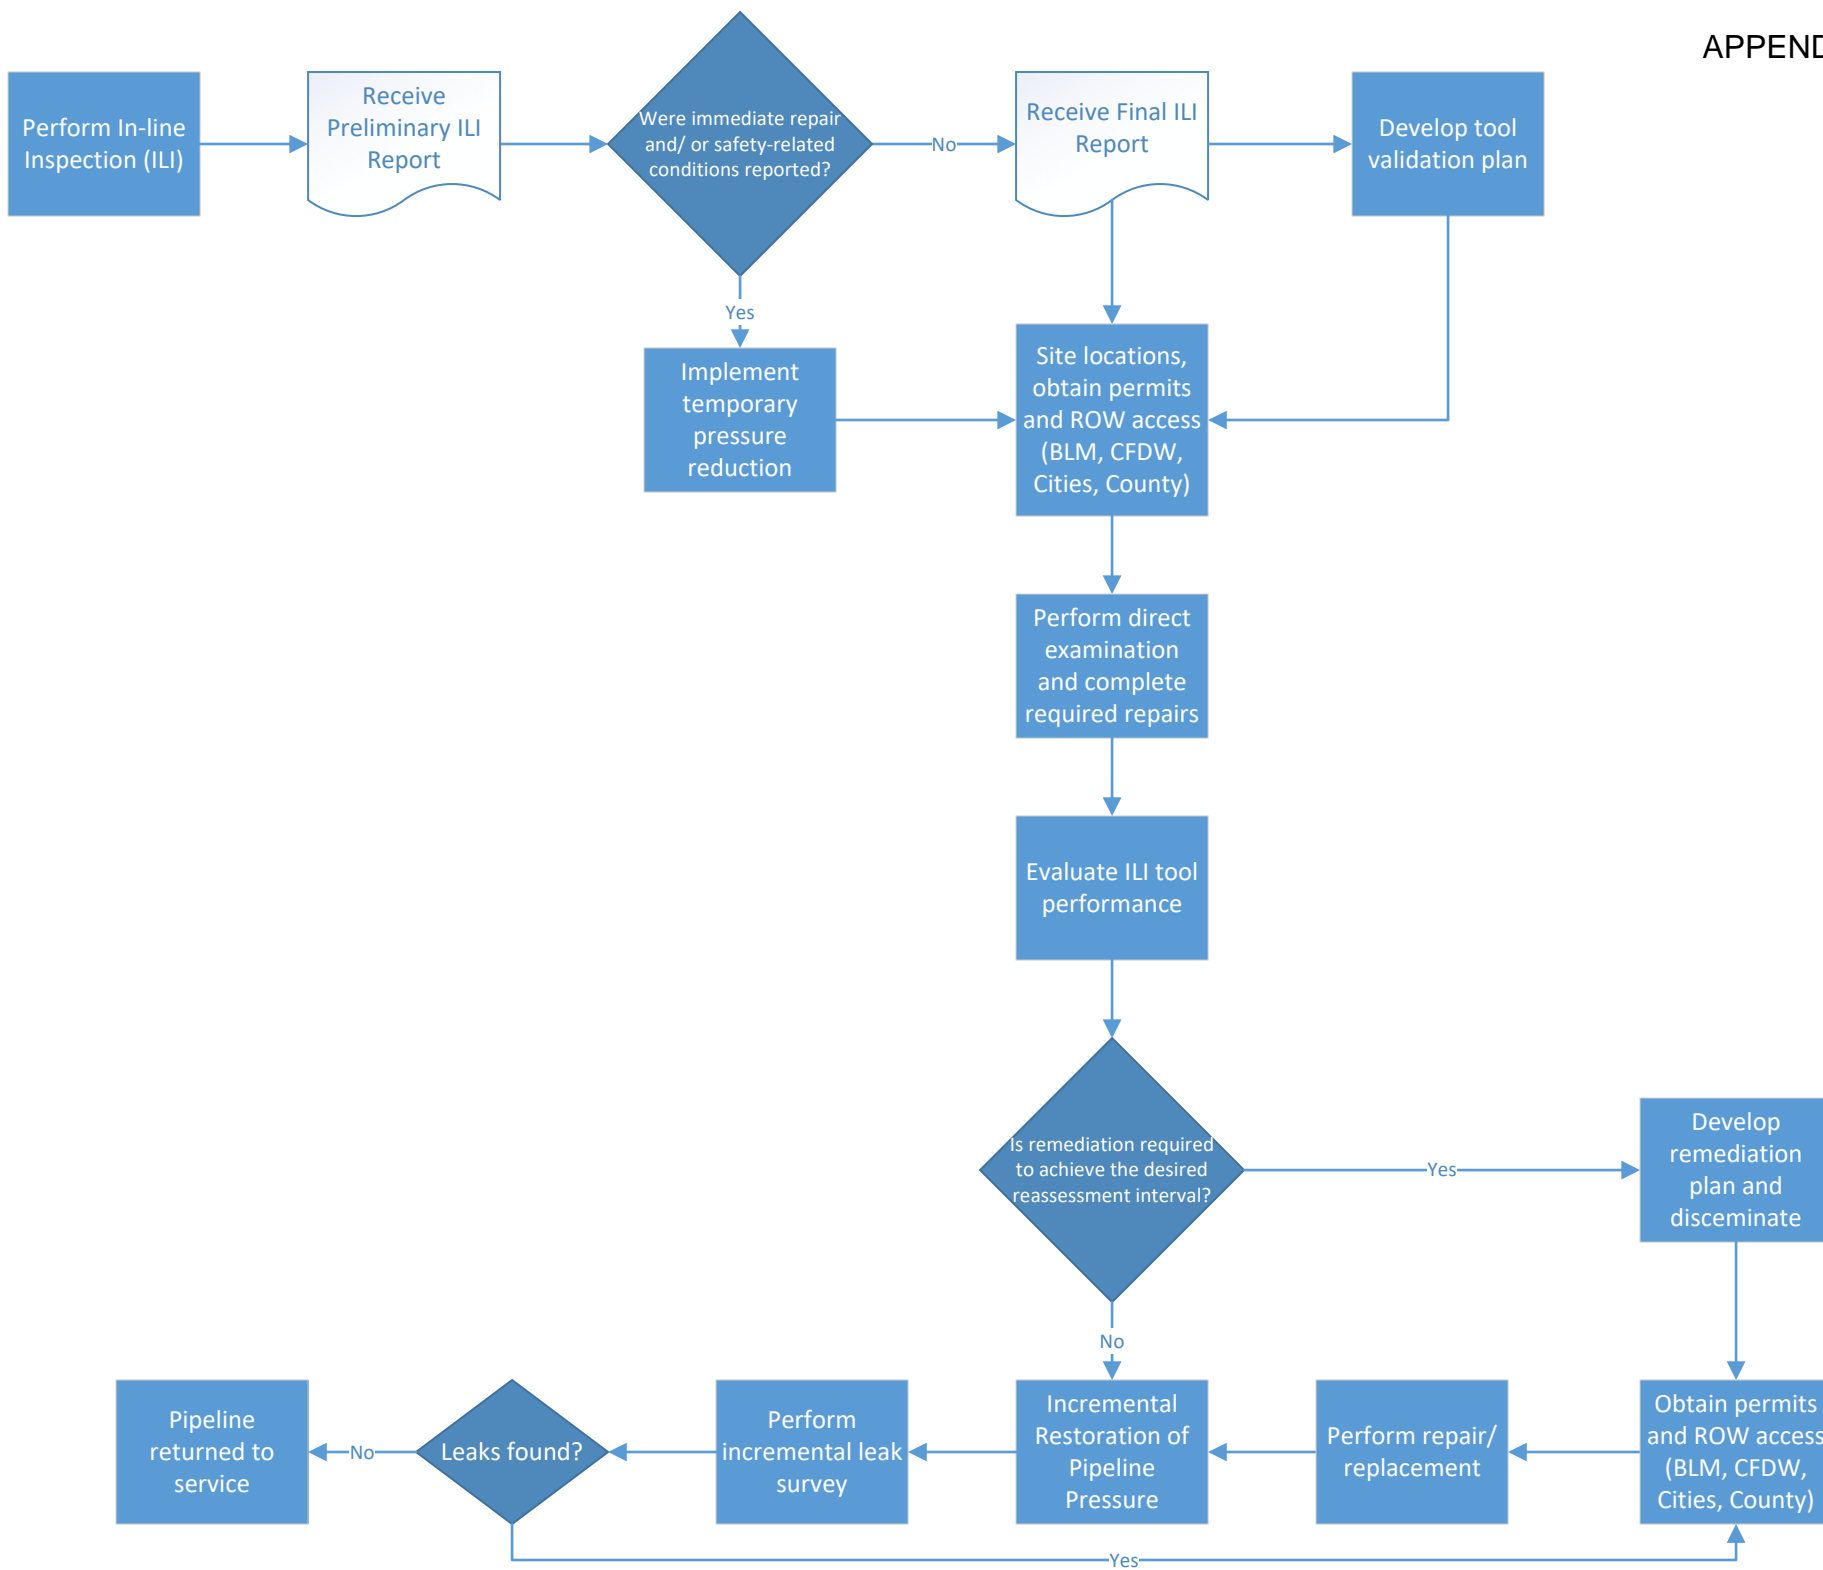 APPEND
Perform In-line
Inspection (ILI)
Receive
Preliminary ILI
Report
Were immediate repair
and/ or safety-related
conditions reported?
No
Receive Final ILI
Report
Develop tool
validation plan
Yes
Implement
temporary
pressure
reduction
Site locations,
obtain permits
and ROW access
(BLM, CFDW,
Cities, County)
Perform direct
examination
and complete
required repairs
Evaluate ILI tool
performance
Is remediation required
to achieve the desired
reassessment interval?
Yes
Develop
remediation
plan and
disceminate
No
Pipeline
returned to
service
No
Leaks found?
Perform
incremental leak
survey
Incremental
Restoration of
Pipeline
Pressure
Perform repair/
replacement
Obtain permits
and ROW access
(BLM, CFDW,
Cities, County)
Yes